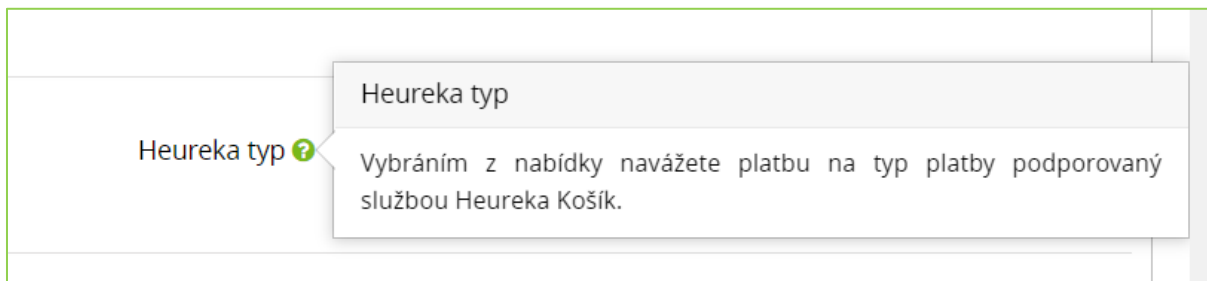 Heureka typ
Heureka typ
Vybráním z nabídky navážete platbu na typ platby podporovaný
službou Heureka Košík.